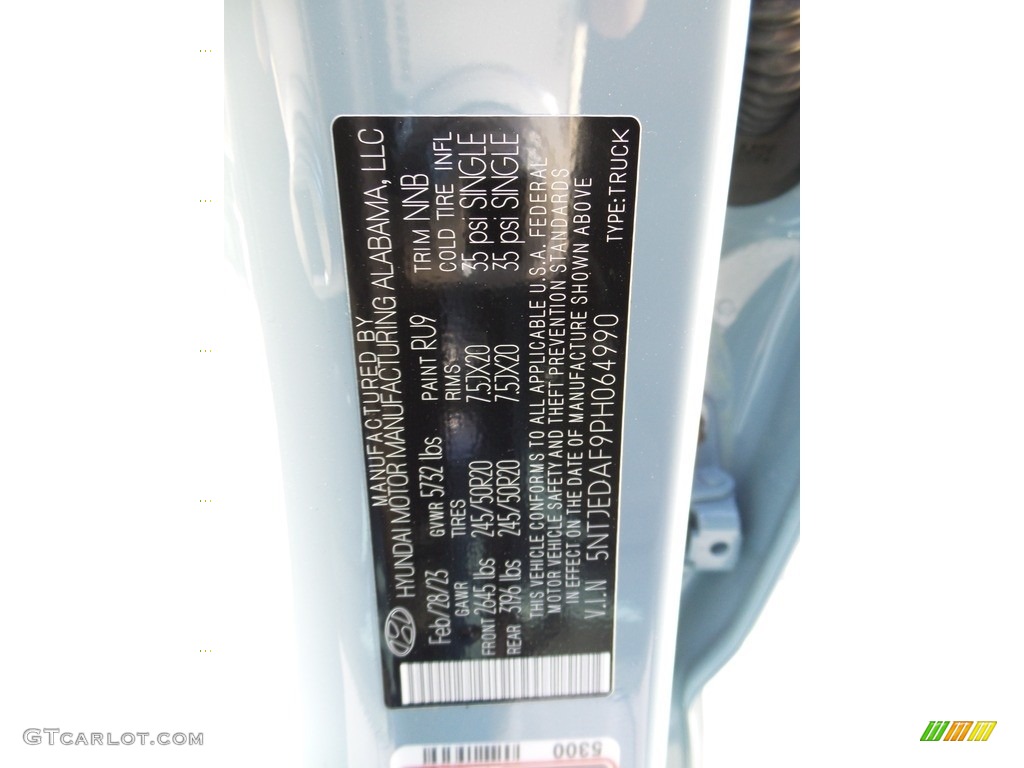 MANUFACTURED BY
HYUNDAI MOTOR MANUFACTURING ALABAMA, LLC
Feb/28/23 GVWR 5732 lbs PAINT RU9 TRIM NNB
GAWR TIRES RIMS COLD TIRE INFL
FRONT 2645 lbs 245/50R20 7.5JX20 35 psi SINGLE
REAR 3196 lbs 245/50R20 7.5JX20 35 psi SINGLE
THIS VEHICLE CONFORMS TO ALL APPLICABLE U.S.A. FEDERAL
MOTOR VEHICLE SAFETY AND THEFT PREVENTION STANDARDS
IN EFFECT ON THE DATE OF MANUFACTURE SHOWN ABOVE
V.I.N 5NTJEDAF9PH064990 TYPE:TRUCK
5300
GTCarLot.com